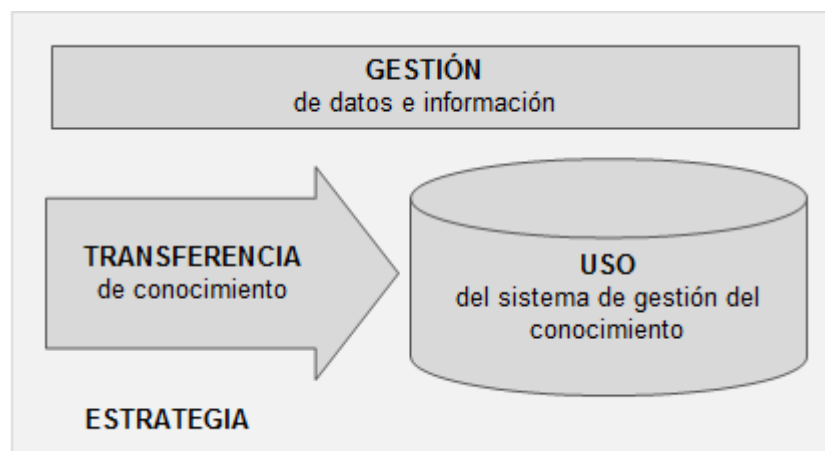 GESTIÓN
de datos e información
TRANSFERENCIA
de conocimiento
USO
del sistema de gestión del
conocimiento
ESTRATEGIA